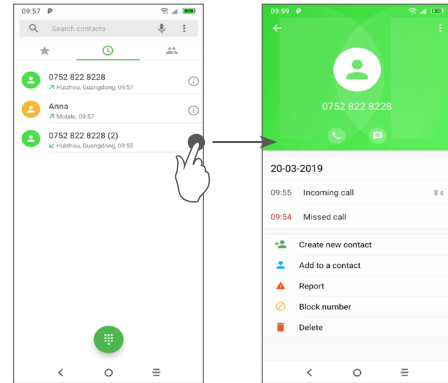 09:57
Search contacts
0752 822 8228
Huizhou, Guangdong, 09:57
Anna
Mobile, 09:57
0752 822 8228 (2)
Huizhou, Guangdong, 09:55
09:59
0752 822 8228
20-03-2019
09:55 Incoming call 8 s
09:54 Missed call
Create new contact
Add to a contact
Report
Block number
Delete